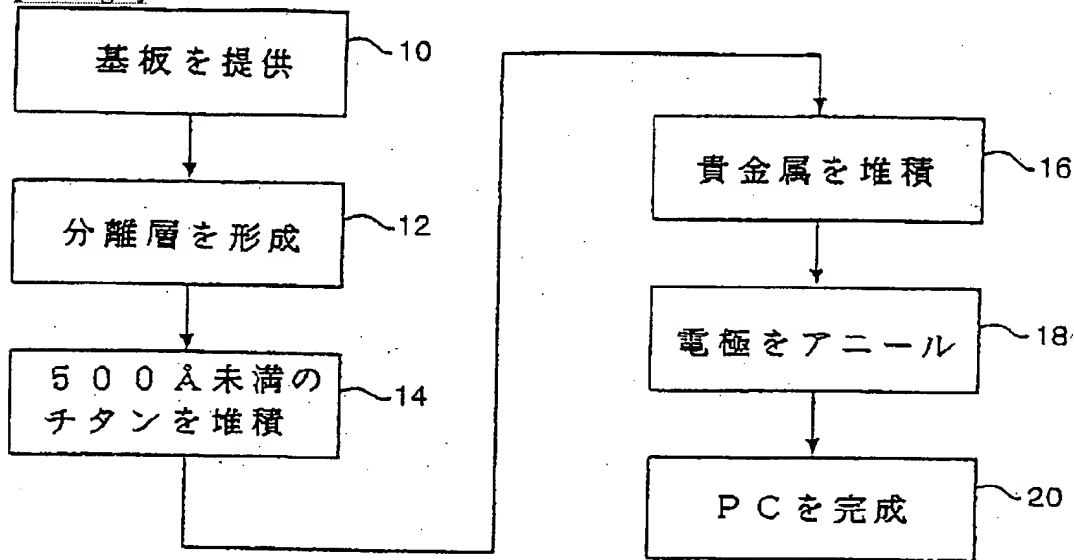 基板を提供
10
分離層を形成
12
500Å未満の
チタンを堆積
14
貴金属を堆積
16
電極をアニール
18
PCを完成
20